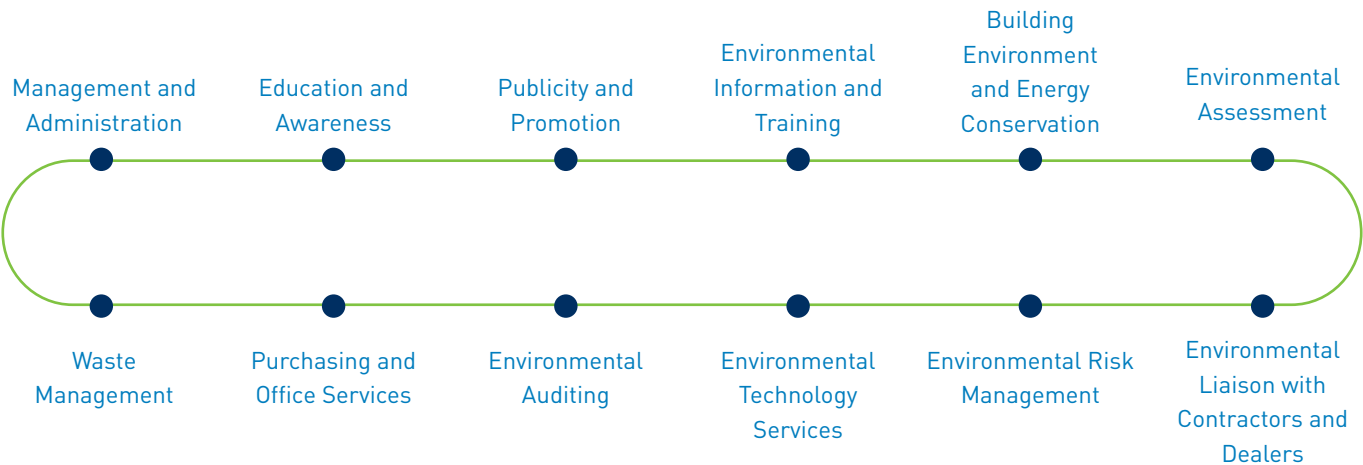 Management and
Administration
Education and
Awareness
Publicity and
Promotion
Environmental
Information and
Training
Building
Environment
and Energy
Conservation
Environmental
Assessment
Waste
Management
Purchasing and
Office Services
Environmental
Auditing
Environmental
Technology
Services
Environmental Risk
Management
Environmental
Liaison with
Contractors and
Dealers